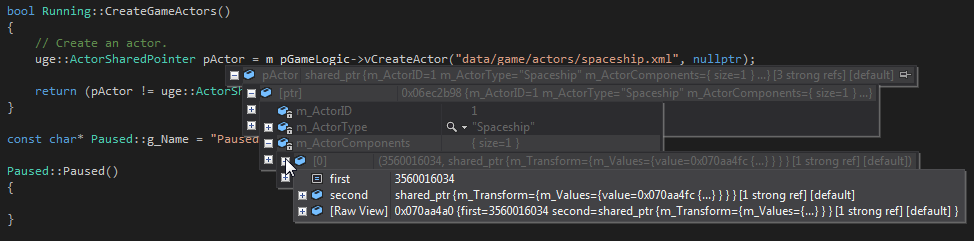 bool Running::CreateGameActors()
{
// Create an actor.
uge::ActorSharedPointer pActor = m_pGameLogic->vCreateActor("data/game/actors/spaceship.xml", nullptr);
pActor shared_ptr {m_ActorID=1 m_ActorType="Spaceship" m_ActorComponents={ size=1 } ...} [3 strong refs] [default]
return (pActor != uge::ActorSh
[ptr] 0x06ec2b98 {m_ActorID=1 m_ActorType="Spaceship" m_ActorComponents={ size=1 } ...}
}
m_ActorID 1
m_ActorType "Spaceship"
const char* Paused::g_Name = "Paused
m_ActorComponents { size=1 }
[0] (3560016034, shared_ptr {m_Transform={m_Values={value=0x070aa4fc {...} } } } [1 strong ref] [default])
Paused::Paused()
first 3560016034
{
second shared_ptr {m_Transform={m_Values={value=0x070aa4fc {...} } } } [1 strong ref] [default]
[Raw View] 0x070aa4a0 {first=3560016034 second=shared_ptr {m_Transform={m_Values={...} } } [1 strong ref] [default] }
}